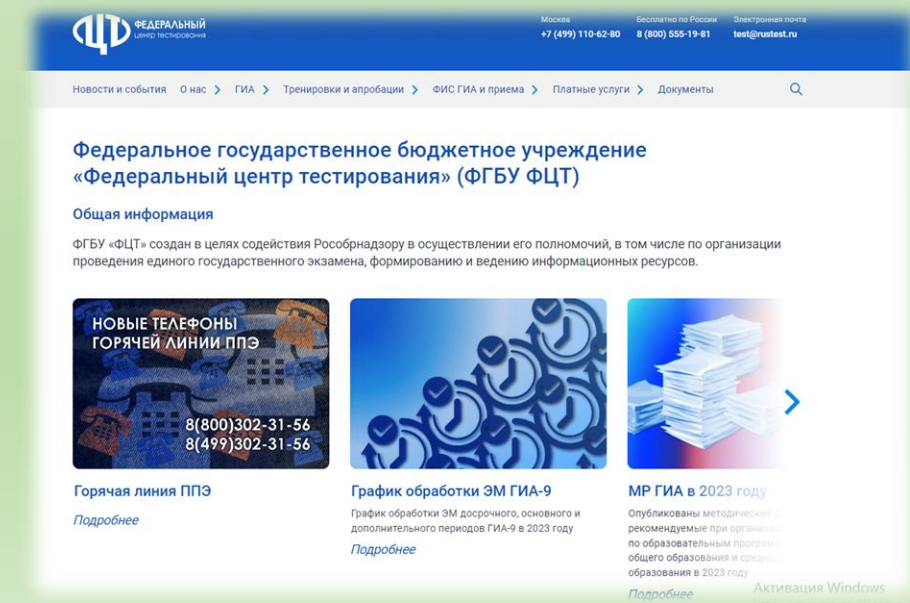 ФЕДЕРАЛЬНЫЙ
центр тестирования
Москва
+7 (499) 110-62-80
Бесплатно по России
8 (800) 555-19-81
Электронная почта
test@rustest.ru
Новости и события О нас ГИА Тренировки и апробации ФИС ГИА и приема Платные услуги Документы
Федеральное государственное бюджетное учреждение
«Федеральный центр тестирования» (ФГБУ ФЦТ)
Общая информация
ФГБУ «ФЦТ» создан в целях содействия Рособрнадзору в осуществлении его полномочий, в том числе по организации
проведения единого государственного экзамена, формированию и ведению информационных ресурсов.
НОВЫЕ ТЕЛЕФОНЫ
ГОРЯЧЕЙ ЛИНИИ ППЭ
8(800)302-31-56
8(499)302-31-56
Горячая линия ППЭ
Подробнее
График обработки ЭМ ГИА-9
График обработки ЭМ досрочного, основного и
дополнительного периодов ГИА-9 в 2023 году
Подробнее
МР ГИА в 2023 году
Опубликованы методические
рекомендуемые при
по образовательным
общего образования и
образования в 2023 году
Подробнее
Активация Windows